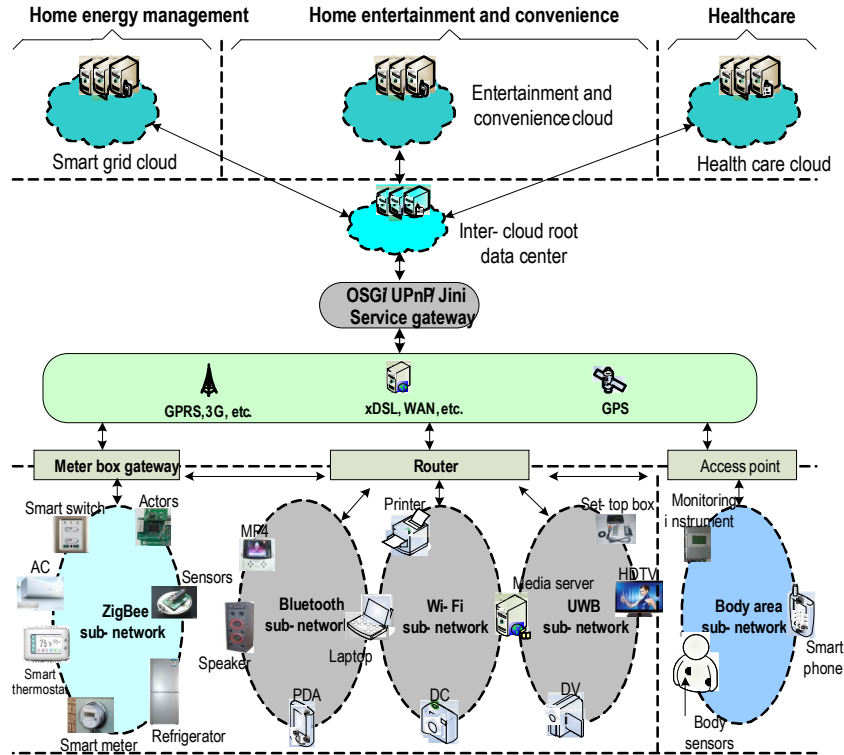 Home energy management
Home entertainment and convenience
Healthcare
Entertainment and
convenience cloud
Smart grid cloud
Health care cloud
Inter- cloud root
data center
OSGi/ UPnP/ Jini
Service gateway
GPRS,3G, etc.
xDSL, WAN, etc.
GPS
Meter box gateway
Router
Access point
Smart switch
Actors
AC
Sensors
ZigBee
sub- network
Smart
thermostat
Smart meter
Refrigerator
MP4
Printer
Set- top box
Bluetooth
sub- network
Speaker
Laptop
PDA
Wi- Fi
sub- network
DC
Media server
HDTV
UWB
sub- network
DV
Monitoring
i nstrument
Body area
sub- network
Smart
phone
Body
sensors